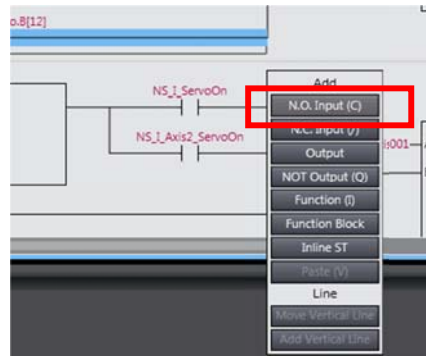 o.B[12]
NS_I_ServoOn
NS_I_Axis2_ServoOn
Add
N.O. Input (C)
N.C. Input (/)
Output
is001
NOT Output (Q)
Function (I)
Function Block
Inline ST
Paste (V)
Line
Move Vertical Line
Add Vertical Line